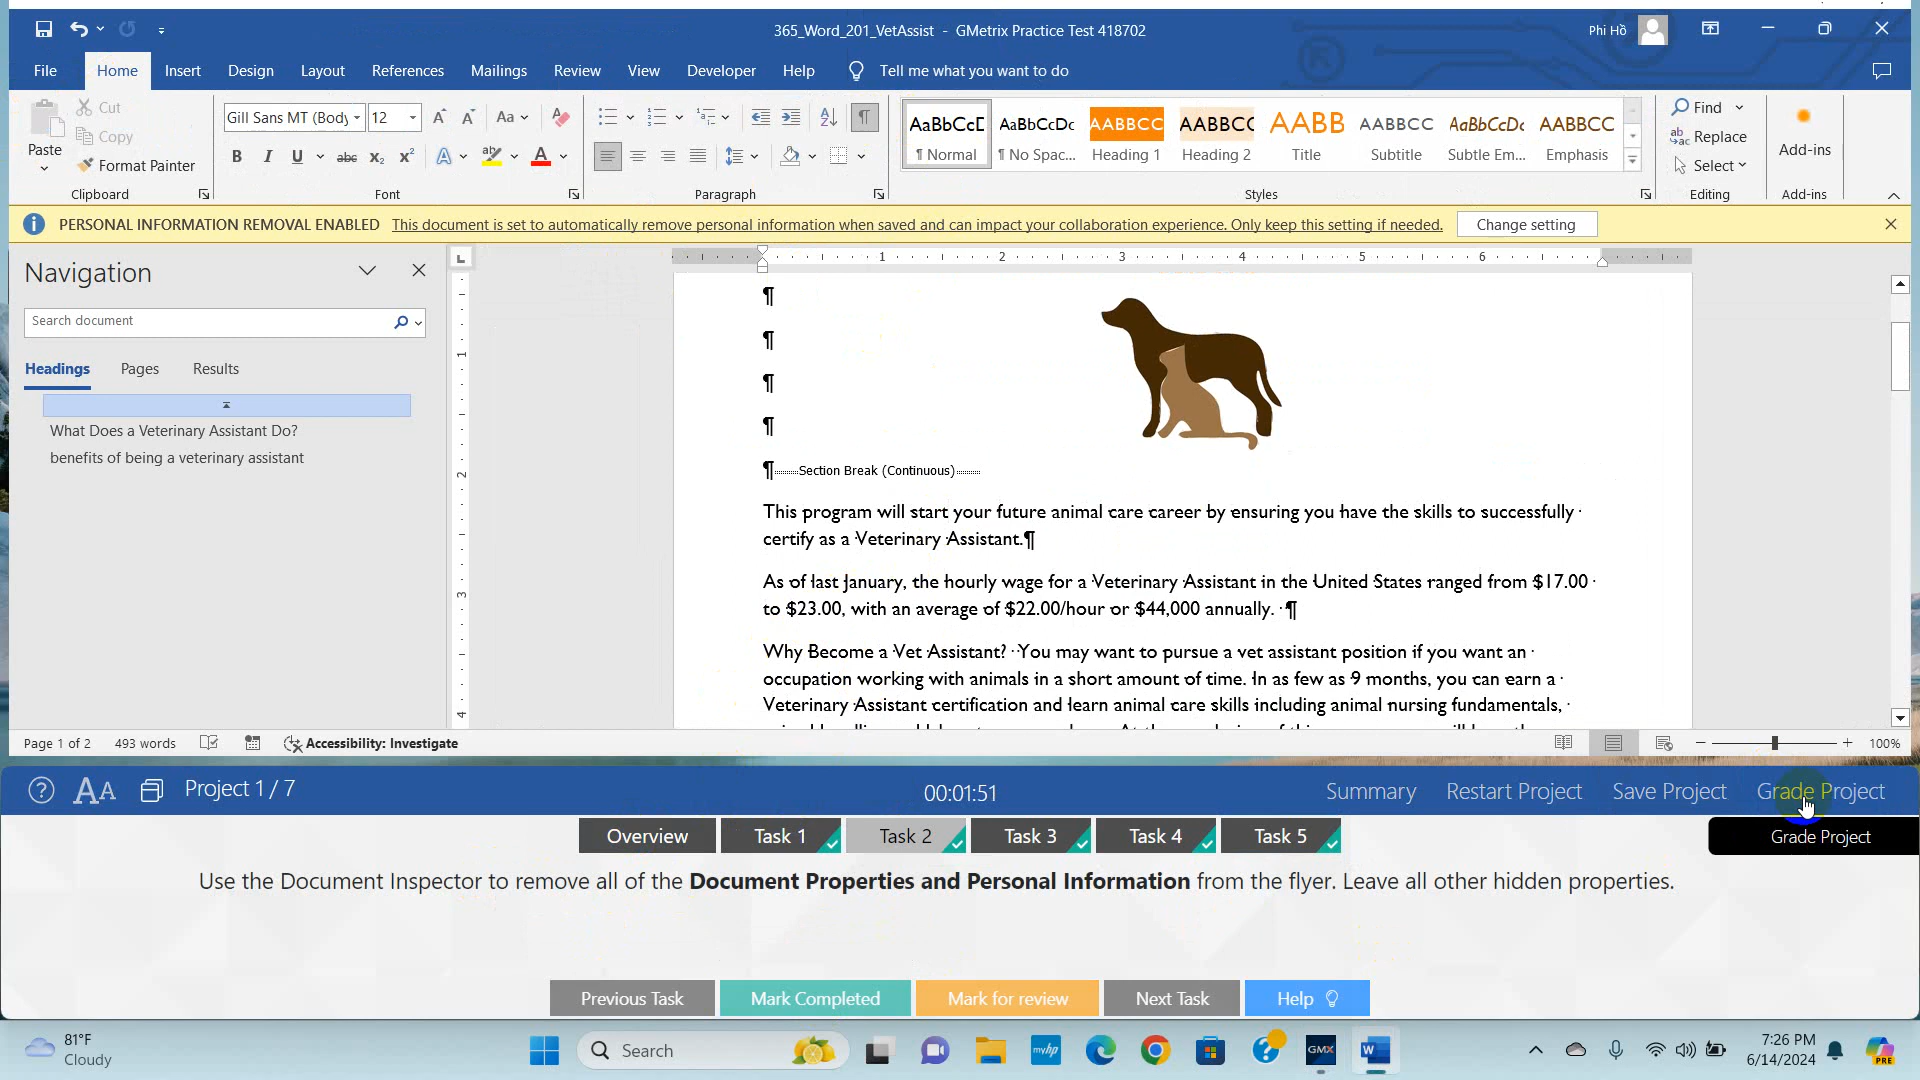 365_Word_201_VetAssist - GMetrix Practice Test 418702
Phi Hồ
File Home Insert Design Layout References Mailings Review View Developer Help Tell me what you want to do
Paste
Cut
Copy
Format Painter
Clipboard
Gill Sans MT (Body 12
Font
Paragraph
AaBbCcD ¶ Normal
AaBbCcDc ¶ No Spac...
AABBCC Heading 1
AABBCC Heading 2
AABB Title
AABBCC Subtitle
AaBbCcDc Subtle Em...
AABBCC Emphasis
Styles
Find
Replace
Select
Editing
Add-ins
Add-ins
PERSONAL INFORMATION REMOVAL ENABLED This document is set to automatically remove personal information when saved and can impact your collaboration experience. Only keep this setting if needed. Change setting
Navigation
Search document
Headings Pages Results
What Does a Veterinary Assistant Do?
benefits of being a veterinary assistant
1 2 3 4 5 6
1
2
3
4
¶
¶
¶
¶
¶ Section Break (Continuous)
This program will start your future animal care career by ensuring you have the skills to successfully
certify as a Veterinary Assistant.¶
As of last January, the hourly wage for a Veterinary Assistant in the United States ranged from $17.00
to $23.00, with an average of $22.00/hour or $44,000 annually. ¶
Why Become a Vet Assistant? You may want to pursue a vet assistant position if you want an
occupation working with animals in a short amount of time. In as few as 9 months, you can earn a
Veterinary Assistant certification and learn animal care skills including animal nursing fundamentals,
Page 1 of 2 493 words Accessibility: Investigate 100%
Project 1 / 7
00:01:51
Summary Restart Project Save Project Grade Project
Overview Task 1 Task 2 Task 3 Task 4 Task 5
Grade Project
Use the Document Inspector to remove all of the Document Properties and Personal Information from the flyer. Leave all other hidden properties.
Previous Task Mark Completed Mark for review Next Task Help
81°F
Cloudy
Search
myhp
GMX
7:26 PM
6/14/2024
PRE